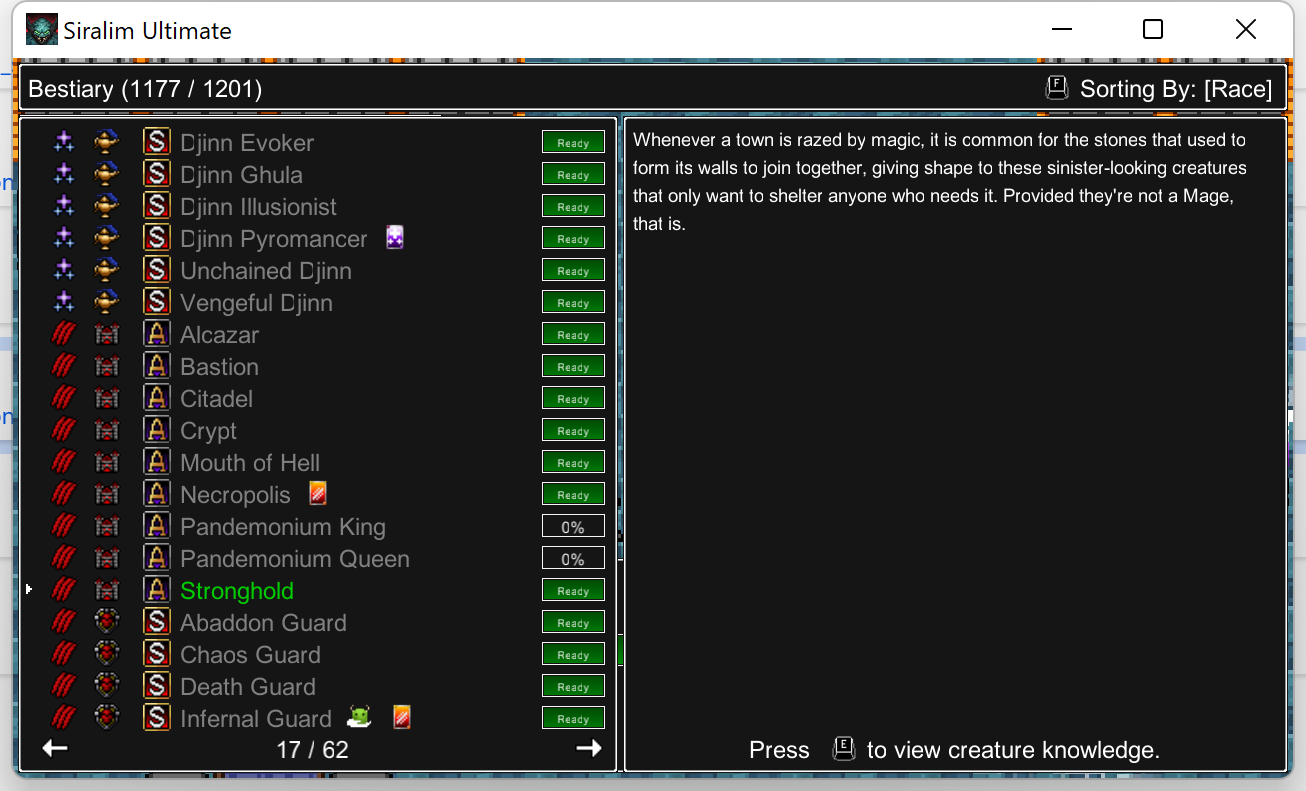 Siralim Ultimate
Bestiary (1177 / 1201)
F Sorting By: [Race]
S Djinn Evoker Ready
S Djinn Ghula Ready
S Djinn Illusionist Ready
S Djinn Pyromancer Ready
S Unchained Djinn Ready
S Vengeful Djinn Ready
A Alcazar Ready
A Bastion Ready
A Citadel Ready
A Crypt Ready
A Mouth of Hell Ready
A Necropolis Ready
A Pandemonium King 0%
A Pandemonium Queen 0%
A Stronghold Ready
S Abaddon Guard Ready
S Chaos Guard Ready
S Death Guard Ready
S Infernal Guard Ready
17 / 62
Whenever a town is razed by magic, it is common for the stones that used to
form its walls to join together, giving shape to these sinister-looking creatures
that only want to shelter anyone who needs it. Provided they're not a Mage,
that is.
Press E to view creature knowledge.